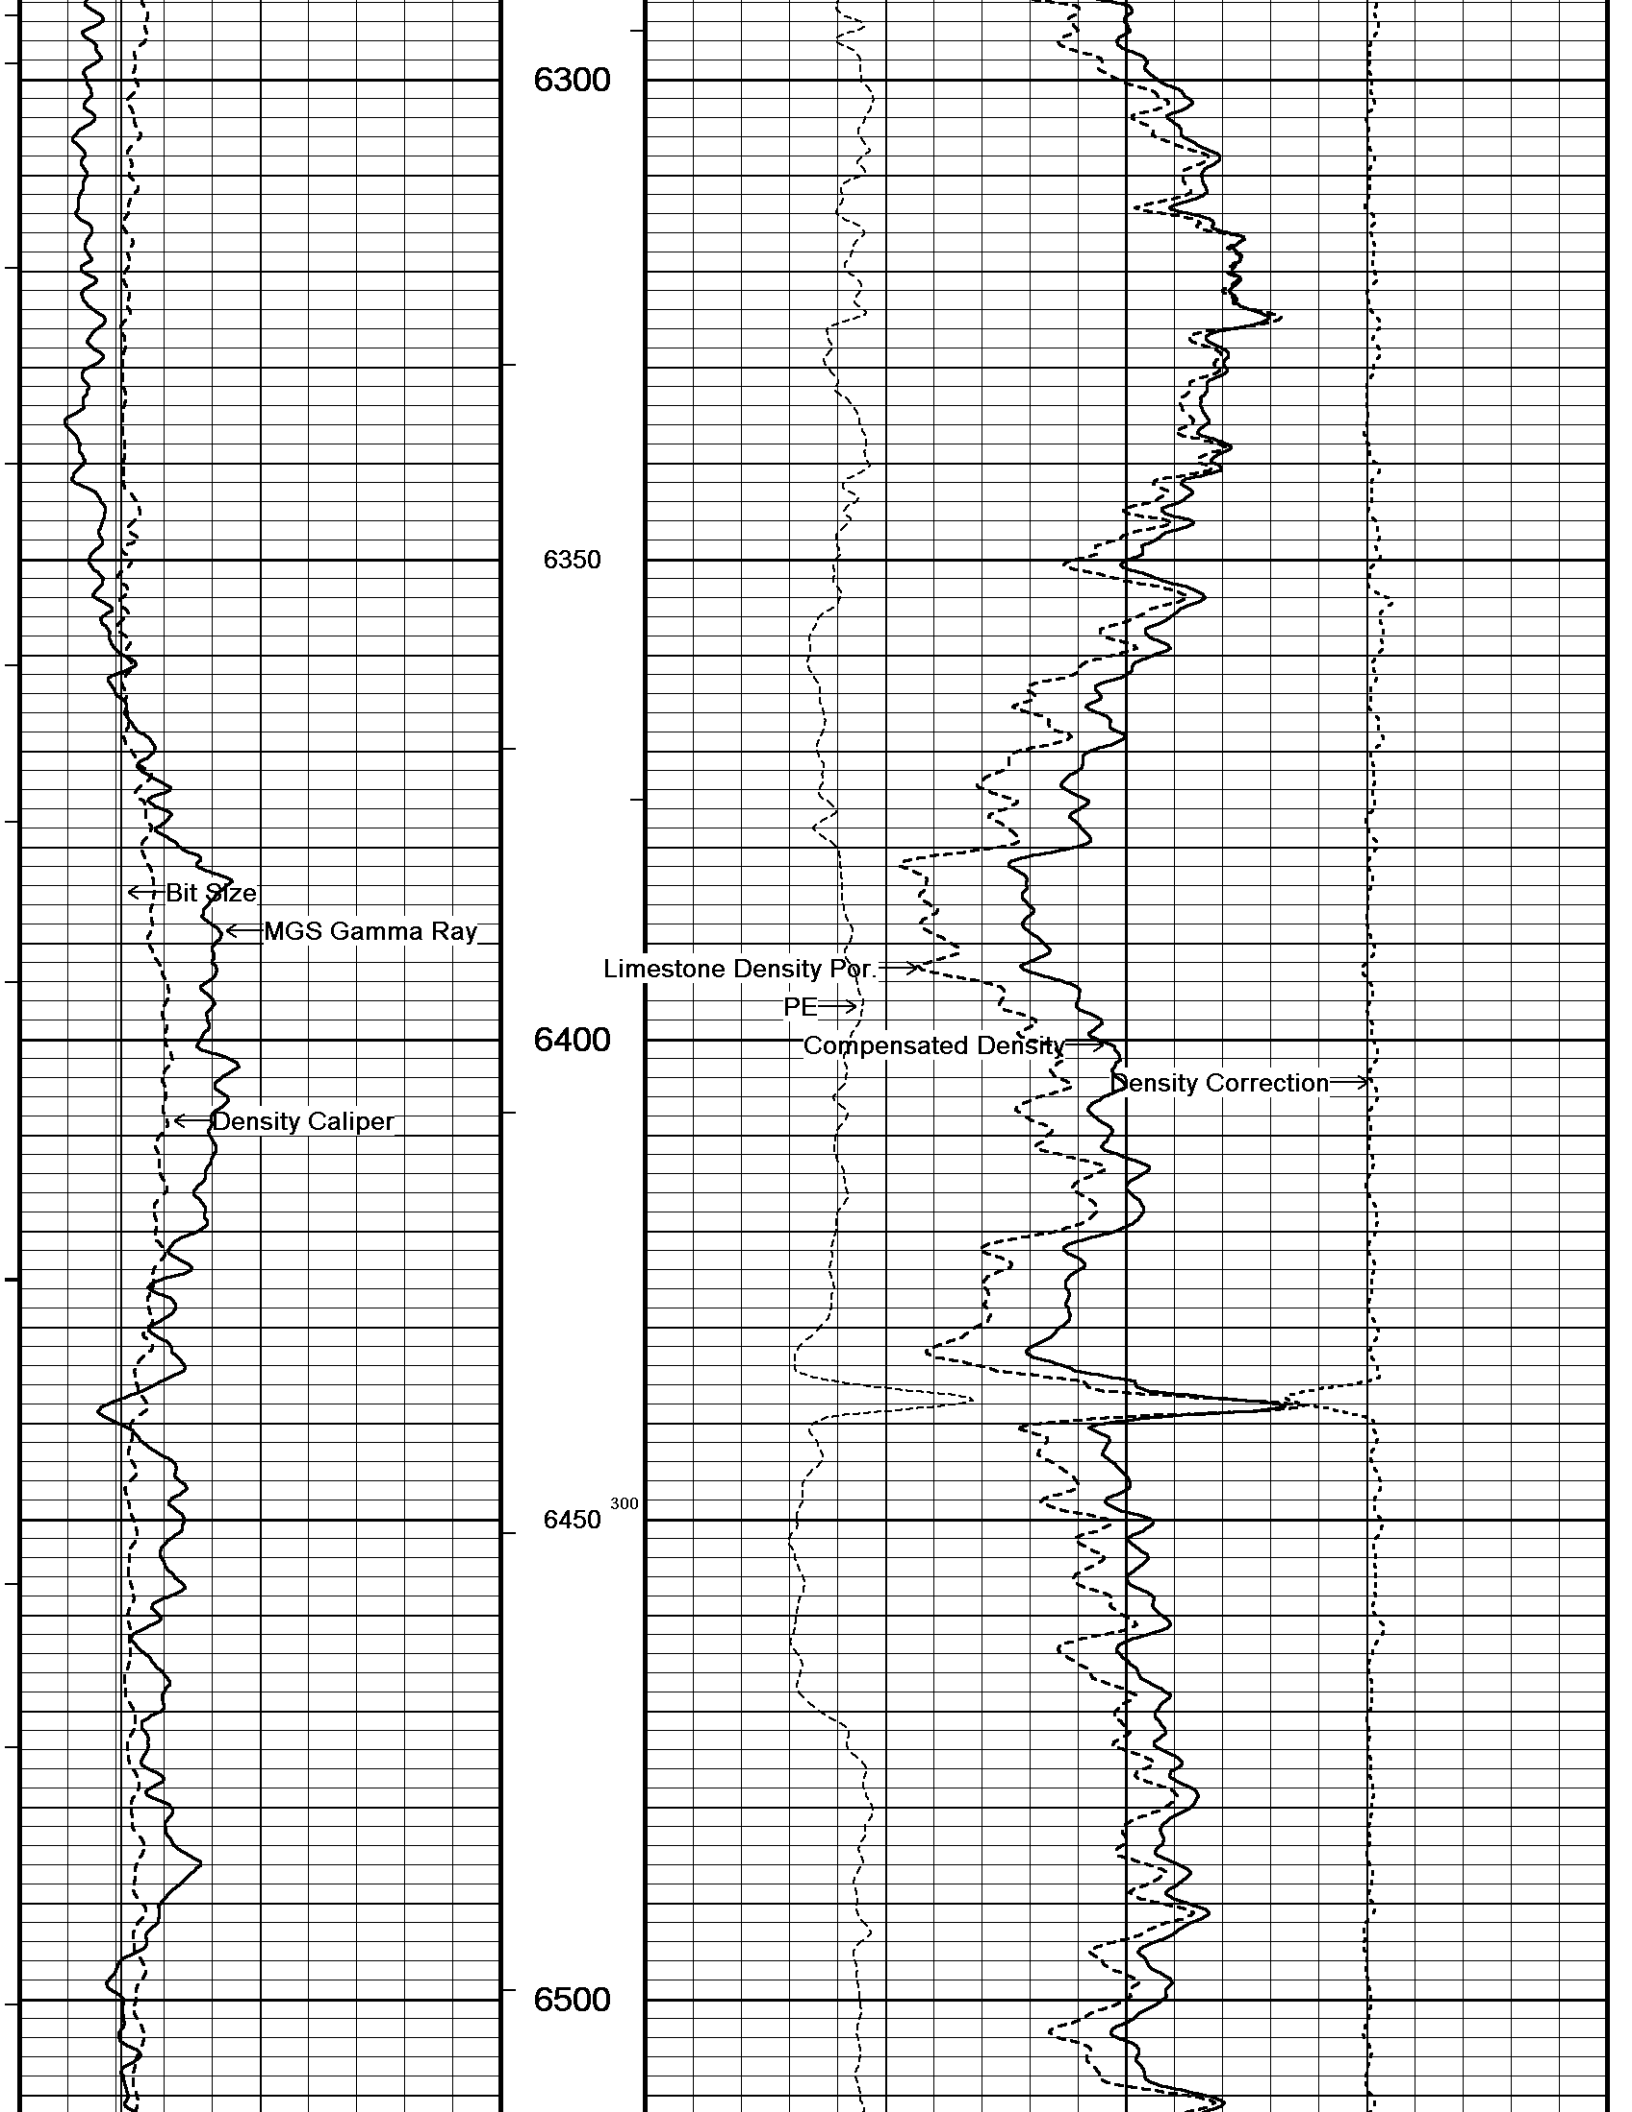 6300
6350
Bit Size
MGS Gamma Ray
Limestone Density Por.
PE
6400
Compensated Density
Density Correction
Density Caliper
300
6450
6500